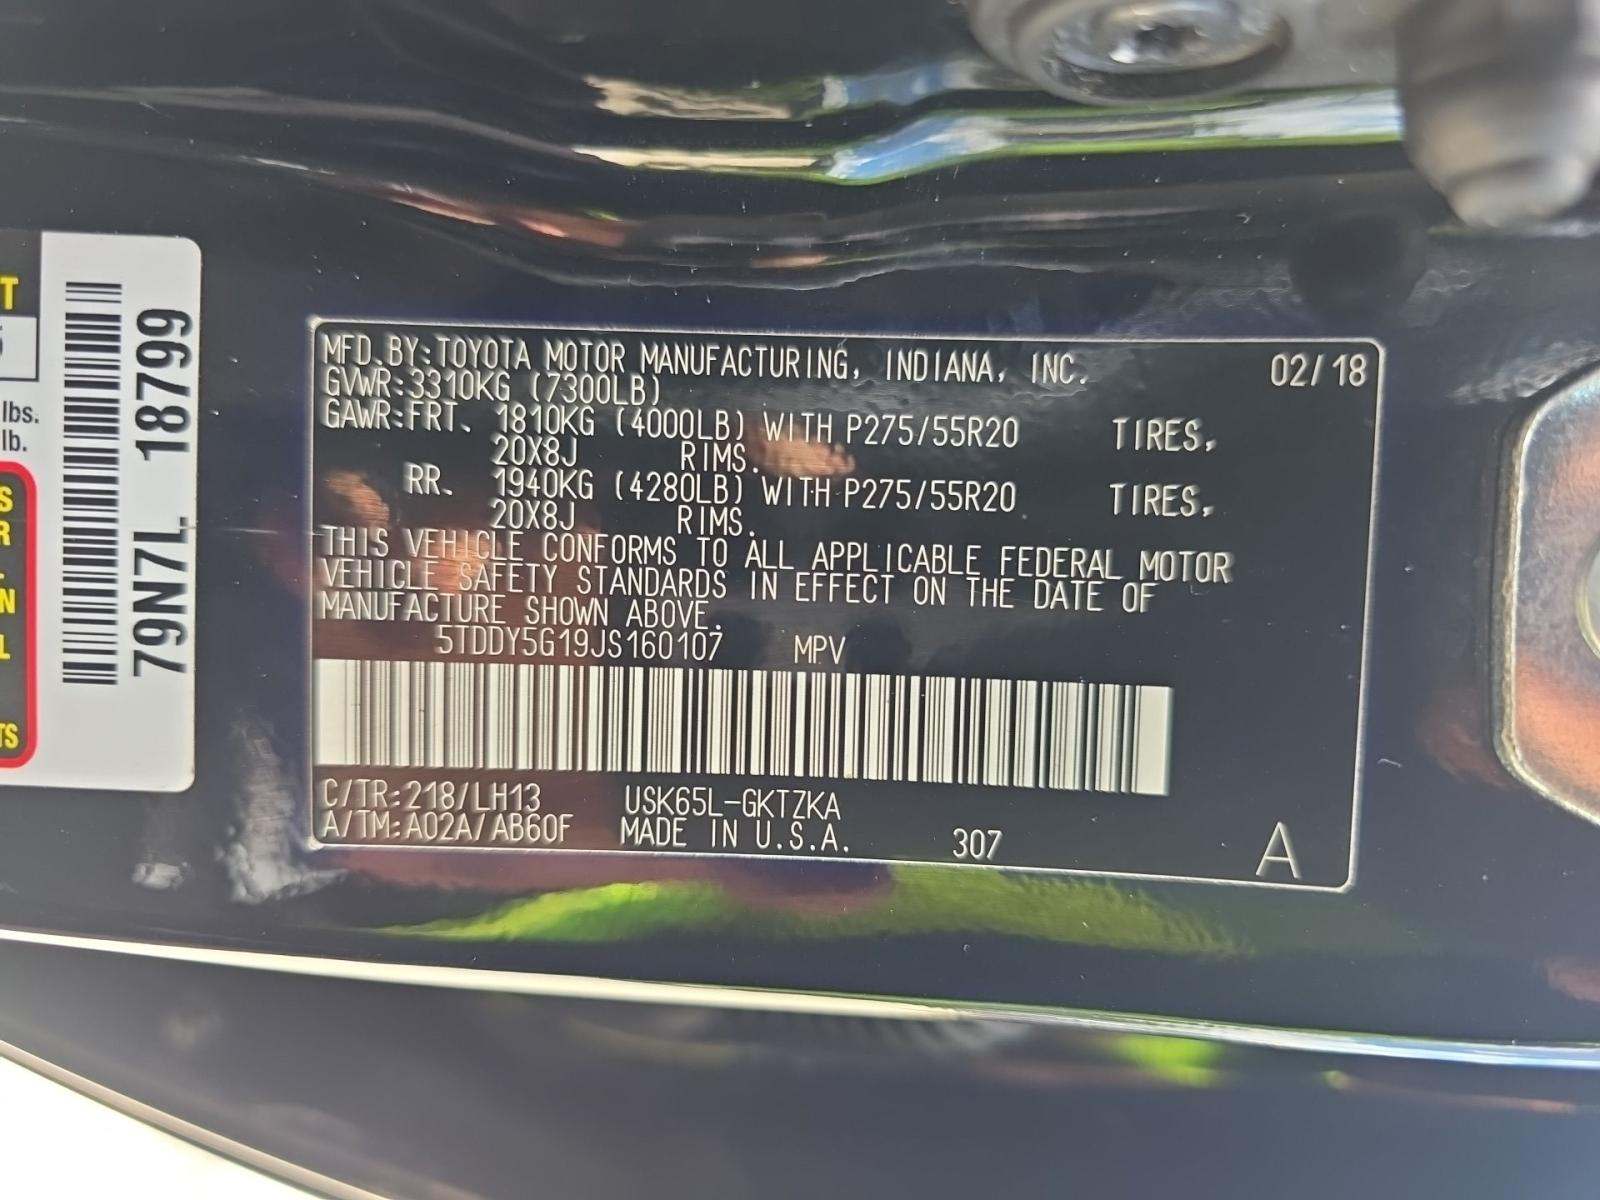 MFD.BY:TOYOTA MOTOR MANUFACTURING, INDIANA, INC. 02/18
GVWR:3310KG (7300LB)
GAWR:FRT. 1810KG (4000LB) WITH P275/55R20 TIRES,
20X8J RIMS.
RR. 1940KG (4280LB) WITH P275/55R20 TIRES,
20X8J RIMS.
THIS VEHICLE CONFORMS TO ALL APPLICABLE FEDERAL MOTOR
VEHICLE SAFETY STANDARDS IN EFFECT ON THE DATE OF
MANUFACTURE SHOWN ABOVE.
5TDDY5G19JS160107 MPV
C/TR:218/LH13 USK65L-GKTZKA
A/TM:A02A/AB60F MADE IN U.S.A. 307 A
79N7L 18799
lbs.
lb.